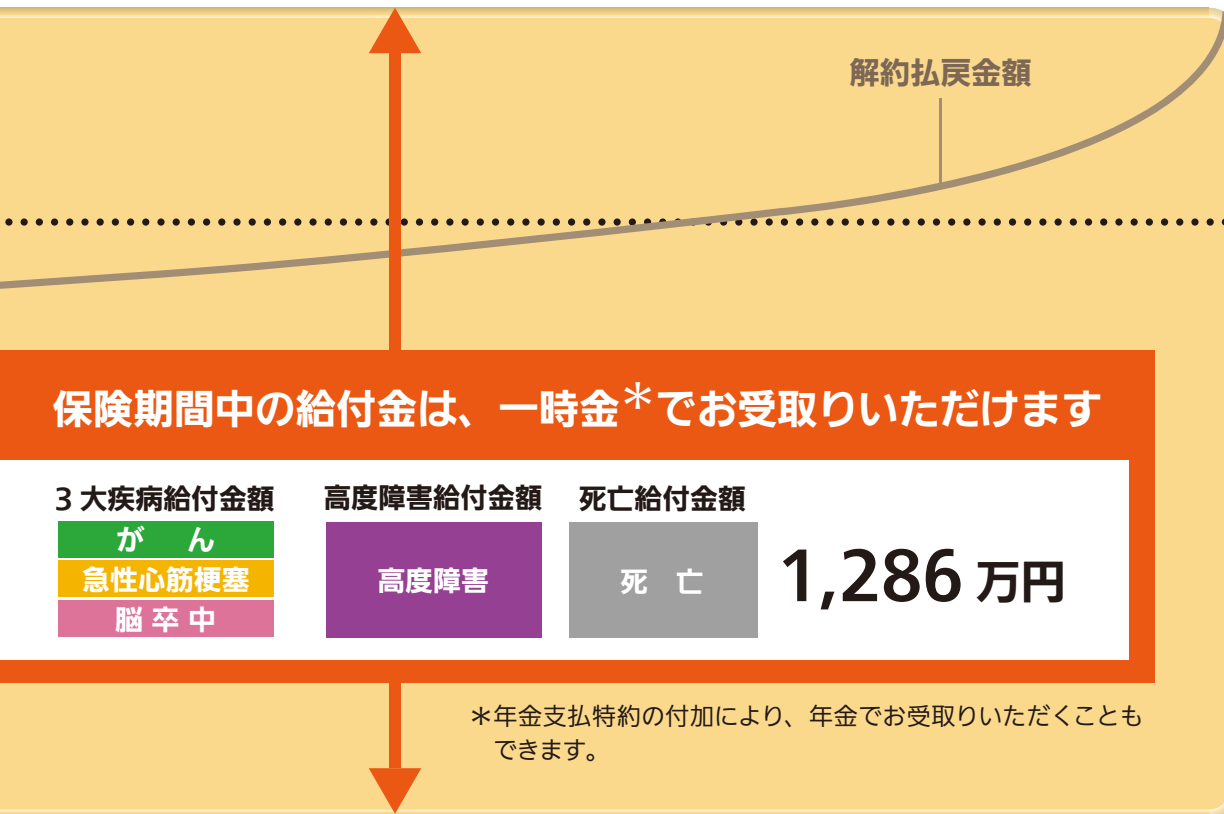 解約払戻金額
保険期間中の給付金は、一時金＊でお受取りいただけます
3大疾病給付金額
高度障害給付金額
死亡給付金額
がん
急性心筋梗塞
脳卒中
高度障害
死亡
1,286万円
＊年金支払特約の付加により、年金でお受取りいただくことも
できます。